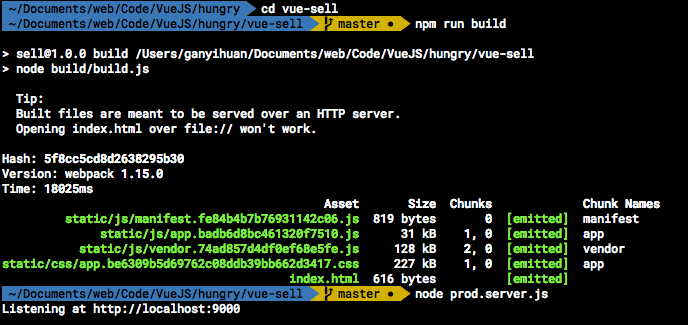 ~/Documents/web/Code/VueJS/hungry cd vue-sell
~/Documents/web/Code/VueJS/hungry/vue-sell master ● npm run build
> sell@1.0.0 build /Users/ganyihuan/Documents/web/Code/VueJS/hungry/vue-sell
> node build/build.js
Tip:
Built files are meant to be served over an HTTP server.
Opening index.html over file:// won't work.
Hash: 5f8cc5cd8d2638295b30
Version: webpack 1.15.0
Time: 18025ms
Asset Size Chunks Chunk Names
static/js/manifest.fe84b4b7b76931142c06.js 819 bytes 0 [emitted] manifest
static/js/app.badb6d8bc461320f7510.js 31 kB 1, 0 [emitted] app
static/js/vendor.74ad857d4df0ef68e5fe.js 128 kB 2, 0 [emitted] vendor
static/css/app.be6309b5d69762c08ddb39bb662d3417.css 227 kB 1, 0 [emitted] app
index.html 616 bytes [emitted]
~/Documents/web/Code/VueJS/hungry/vue-sell master ● node prod.server.js
Listening at http://localhost:9000